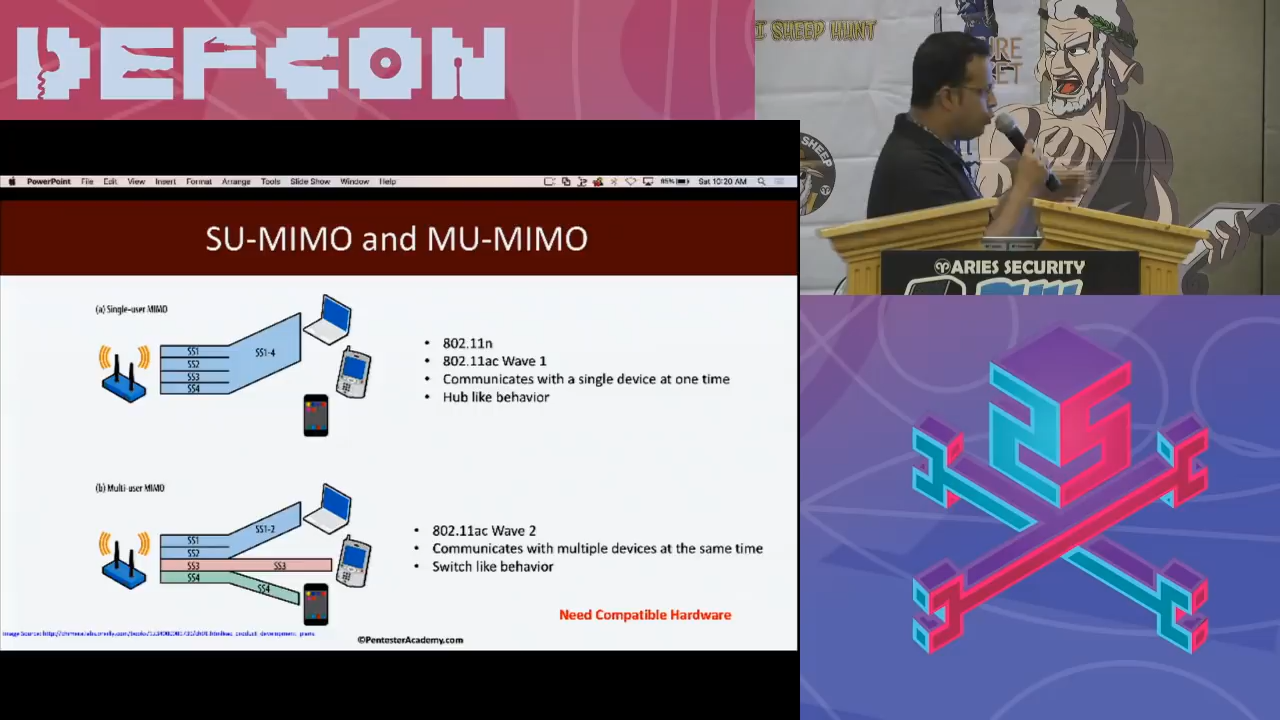 DEFCON
I SHEEP HUNT
SHEEP
ARIES SECURITY
25
PowerPoint File Edit View Insert Format Arrange Tools Slide Show Window Help
85% Sat 10:20 AM
SU-MIMO and MU-MIMO
(a) Single-user MIMO
SS1
SS2
SS3
SS4
SS1-4
• 802.11n
• 802.11ac Wave 1
• Communicates with a single device at one time
• Hub like behavior
(b) Multi-user MIMO
SS1
SS2
SS3
SS4
SS1-2
SS3
SS4
• 802.11ac Wave 2
• Communicates with multiple devices at the same time
• Switch like behavior
Need Compatible Hardware
©PentesterAcademy.com